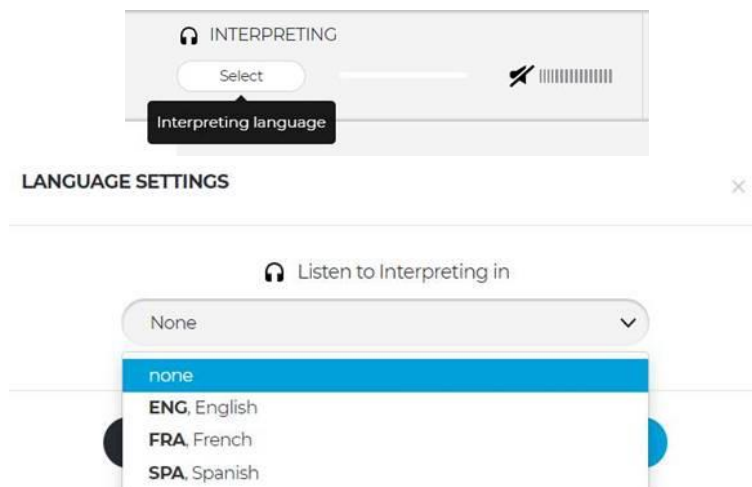 INTERPRETING
Select
Interpreting language
LANGUAGE SETTINGS
Listen to Interpreting in
None
none
ENG, English
FRA, French
SPA, Spanish